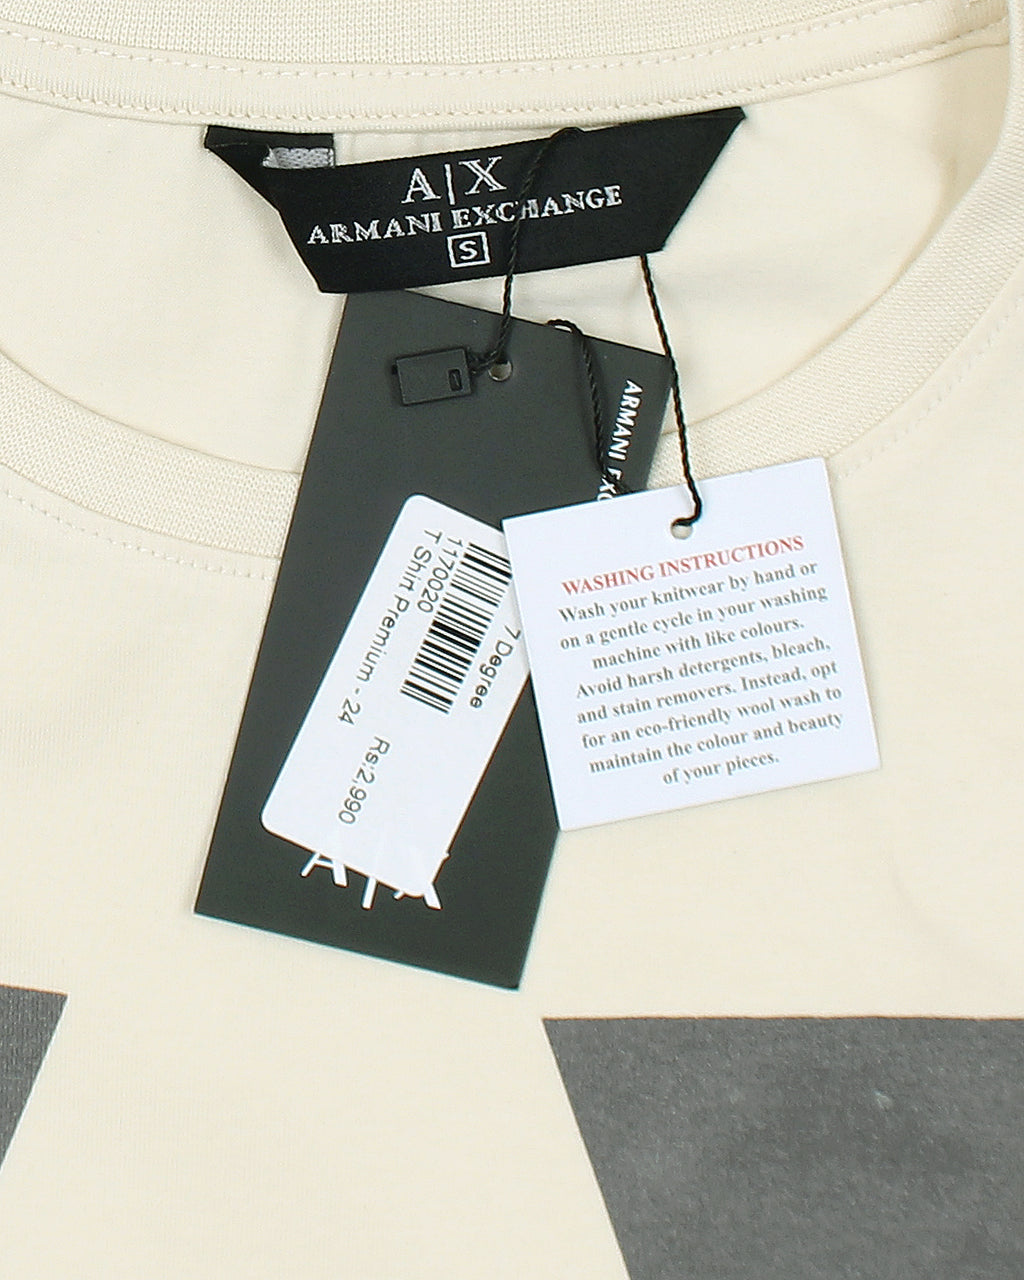 A|X
ARMANI EXCHANGE
S
ARMANI EXC
7 Degree
1170020
T Shirt Premium - 24 Rs:2,990
A|X
WASHING INSTRUCTIONS
Wash your knitwear by hand or
on a gentle cycle in your washing
machine with like colours.
Avoid harsh detergents, bleach,
and stain removers. Instead, opt
for an eco-friendly wool wash to
maintain the colour and beauty
of your pieces.